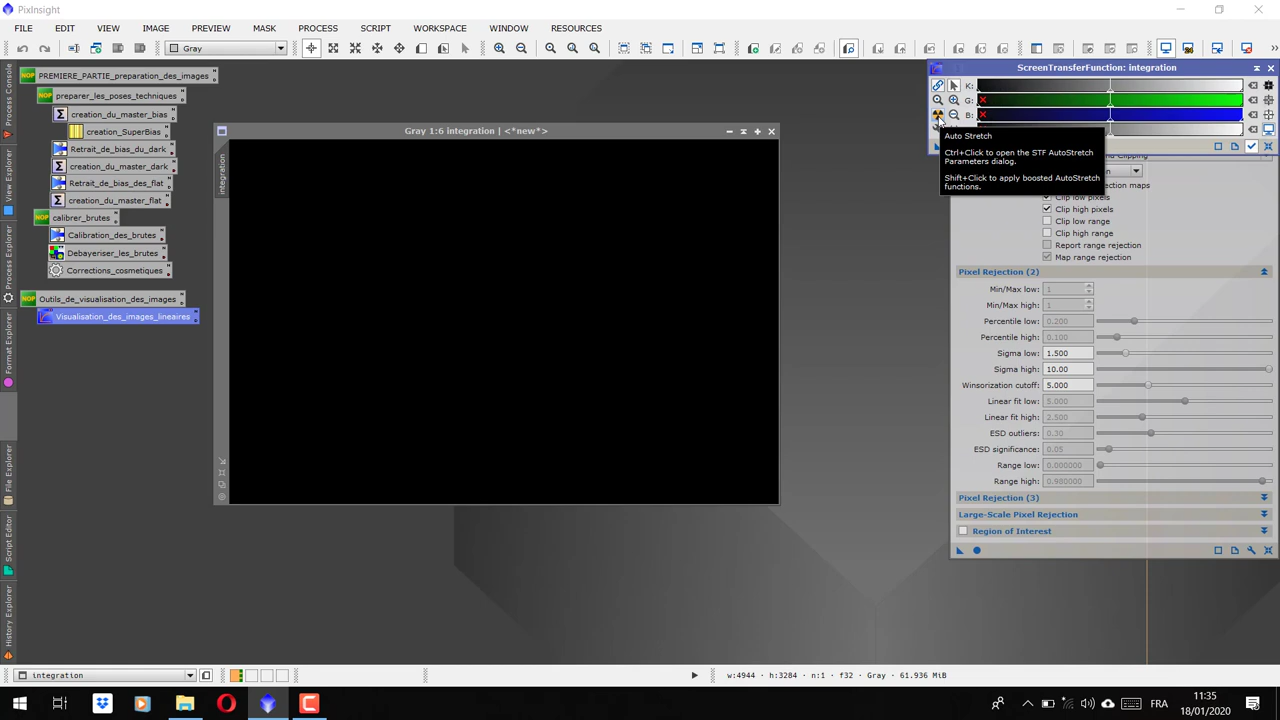 PixInsight
FILE EDIT VIEW IMAGE PREVIEW MASK PROCESS SCRIPT WORKSPACE WINDOW RESOURCES
Gray
Process Console
View Explorer
Process Explorer
Format Explorer
File Explorer
Script Editor
History Explorer
NOP PREMIERE_PARTIE_preparation_des_images
NOP preparer_les_poses_techniques
Σ creation_du_master_bias
creation_SuperBias
Retrait_de_bias_du_dark
Σ creation_du_master_dark
Retrait_de_bias_des_flat
Σ creation_du_master_flat
NOP calibrer_brutes
Calibration_des_brutes
Debayeriser_les_brutes
Corrections_cosmetiques
NOP Outils_de_visualisation_des_images
Visualisation_des_images_lineaires
Gray 1:6 integration | <*new*>
integration
ScreenTransferFunction: integration
K:
G:
B:
Auto Stretch
Ctrl+Click to open the STF AutoStretch
Parameters dialog.
Shift+Click to apply boosted AutoStretch
functions.
Clip low pixels
Clip high pixels
Clip low range
Clip high range
Report range rejection
Map range rejection
Pixel Rejection (2)
Min/Max low: 1
Min/Max high: 1
Percentile low: 0.200
Percentile high: 0.100
Sigma low: 1.500
Sigma high: 10.00
Winsorization cutoff: 5.000
Linear fit low: 5.000
Linear fit high: 2.500
ESD outliers: 0.30
ESD significance: 0.05
Range low: 0.000000
Range high: 0.980000
Pixel Rejection (3)
Large-Scale Pixel Rejection
Region of Interest
integration
w:4944 · h:3284 · n:1 · f32 · Gray · 61.936 MiB
FRA
11:35
18/01/2020